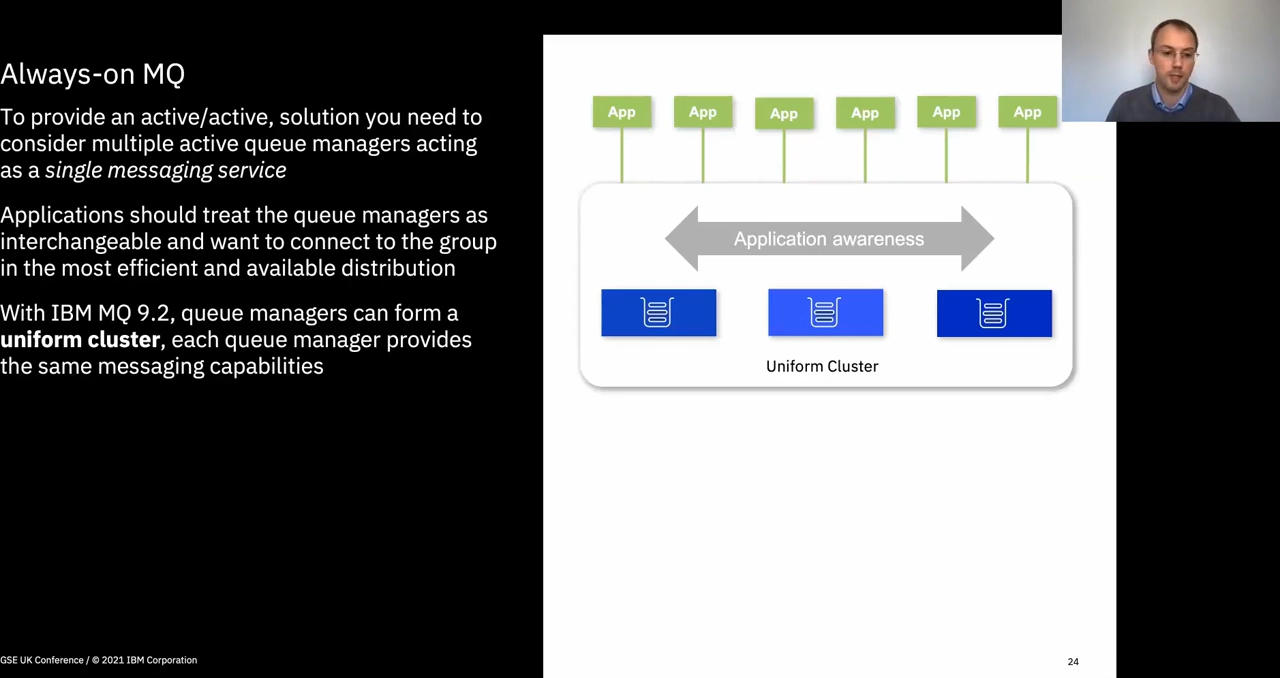 Always-on MQ
To provide an active/active, solution you need to
consider multiple active queue managers acting
as a single messaging service
Applications should treat the queue managers as
interchangeable and want to connect to the group
in the most efficient and available distribution
With IBM MQ 9.2, queue managers can form a
uniform cluster, each queue manager provides
the same messaging capabilities
App App App App App App
Application awareness
Uniform Cluster
GSE UK Conference / © 2021 IBM Corporation
24